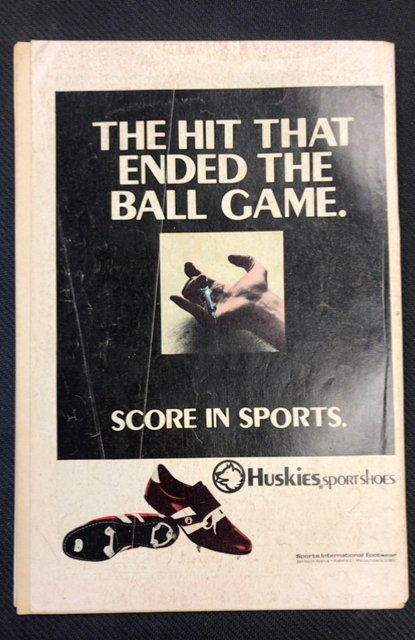 THE HIT THAT
ENDED THE
BALL GAME.
SCORE IN SPORTS.
Huskies® SPORTSHOES
Sports International Footwear